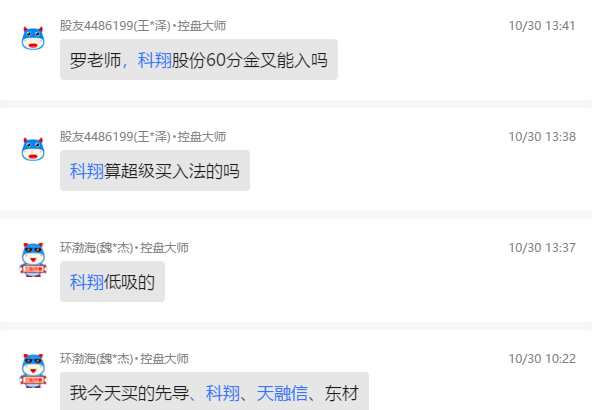 股友4486199(王*泽)•控盘大师 10/30 13:41
罗老师，科翔股份60分金叉能入吗
股友4486199(王*泽)•控盘大师 10/30 13:38
科翔算超级买入法的吗
环渤海(魏*杰)•控盘大师 10/30 13:37
科翔低吸的
环渤海(魏*杰)•控盘大师 10/30 10:22
我今天买的先导、科翔、天融信、东材